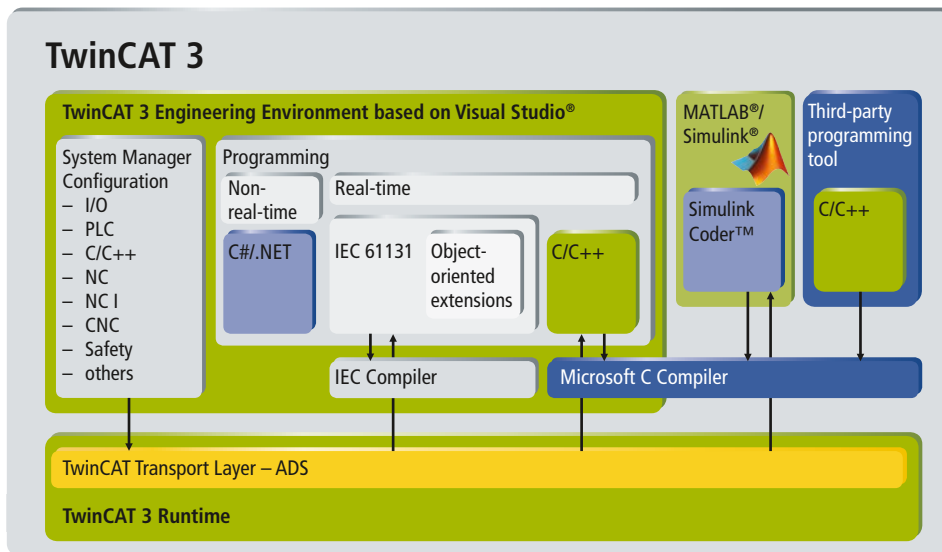 TwinCAT 3
TwinCAT 3 Engineering Environment based on Visual Studio®
System Manager
Configuration
– I/O
– PLC
– C/C++
– NC
– NC I
– CNC
– Safety
– others
Programming
Non-
real-time
Real-time
C#/.NET
IEC 61131
Object-
oriented
extensions
C/C++
IEC Compiler
MATLAB®/
Simulink®
Simulink
Coder™
Third-party
programming
tool
C/C++
Microsoft C Compiler
TwinCAT Transport Layer – ADS
TwinCAT 3 Runtime